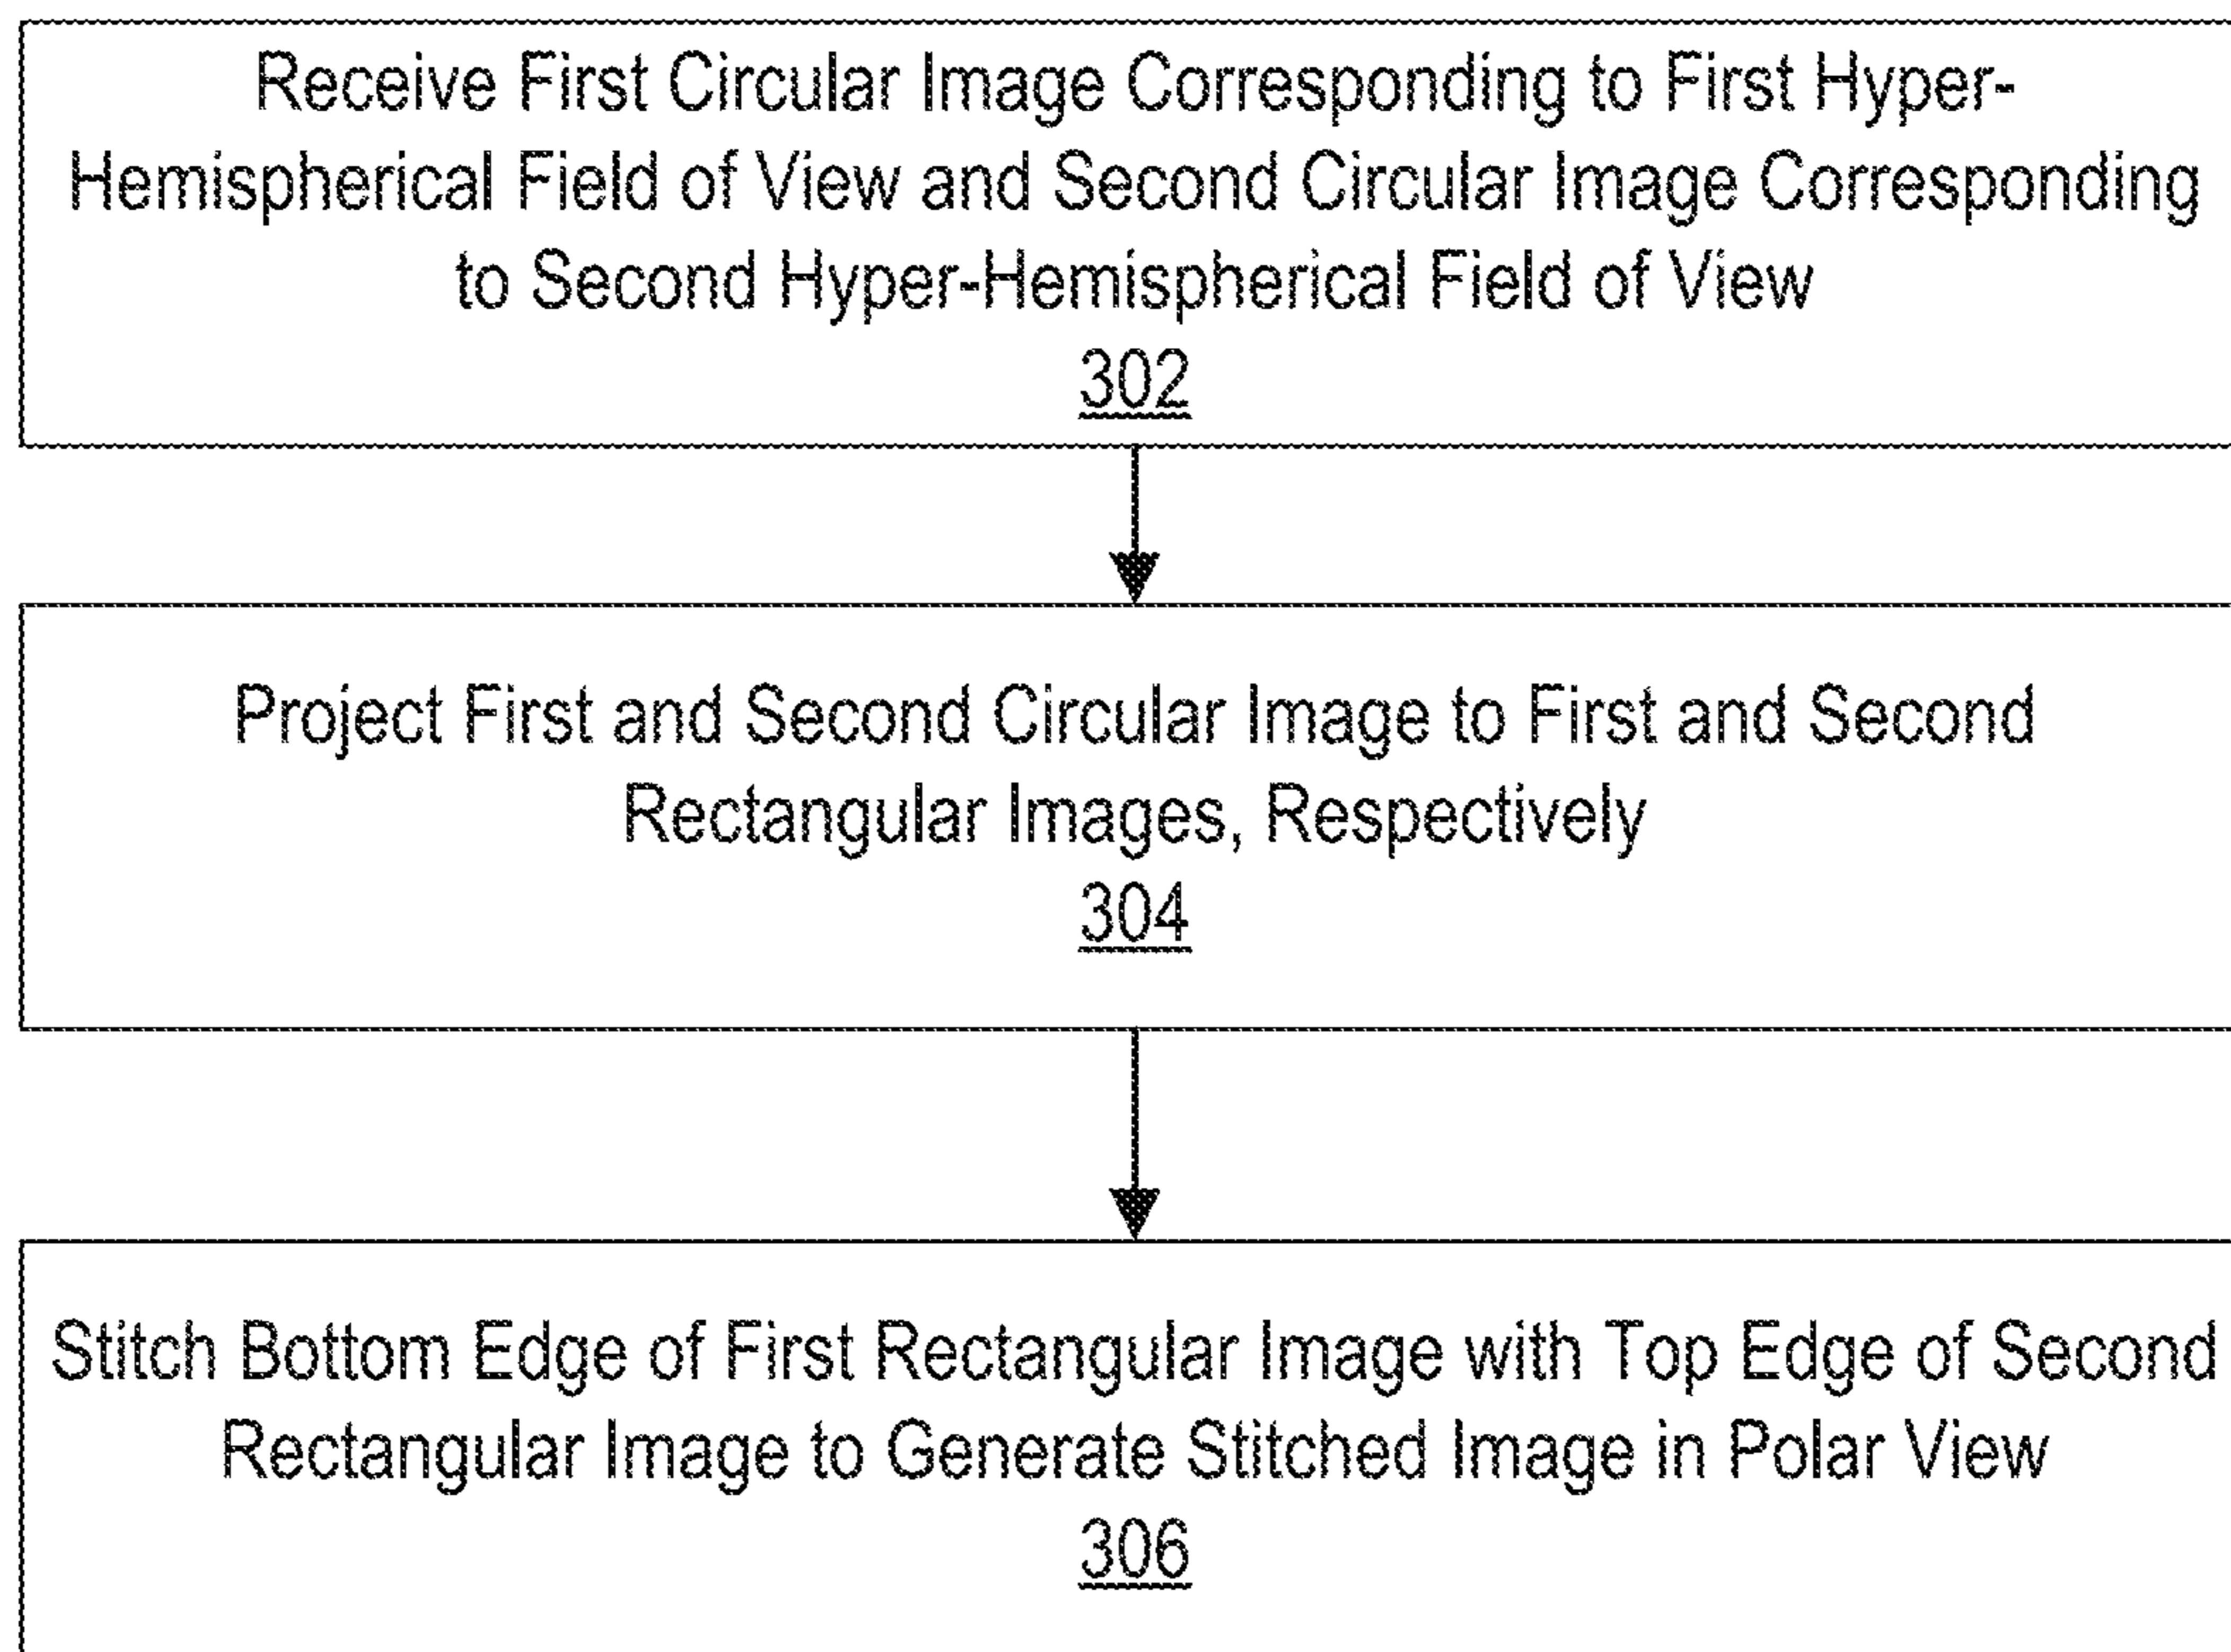 Receive First Circular Image Corresponding to First Hyper-
Hemispherical Field of View and Second Circular Image Corresponding
to Second Hyper-Hemispherical Field of View
302
Project First and Second Circular Image to First and Second
Rectangular Images, Respectively
304
Stitch Bottom Edge of First Rectangular Image with Top Edge of Second
Rectangular Image to Generate Stitched Image in Polar View
306